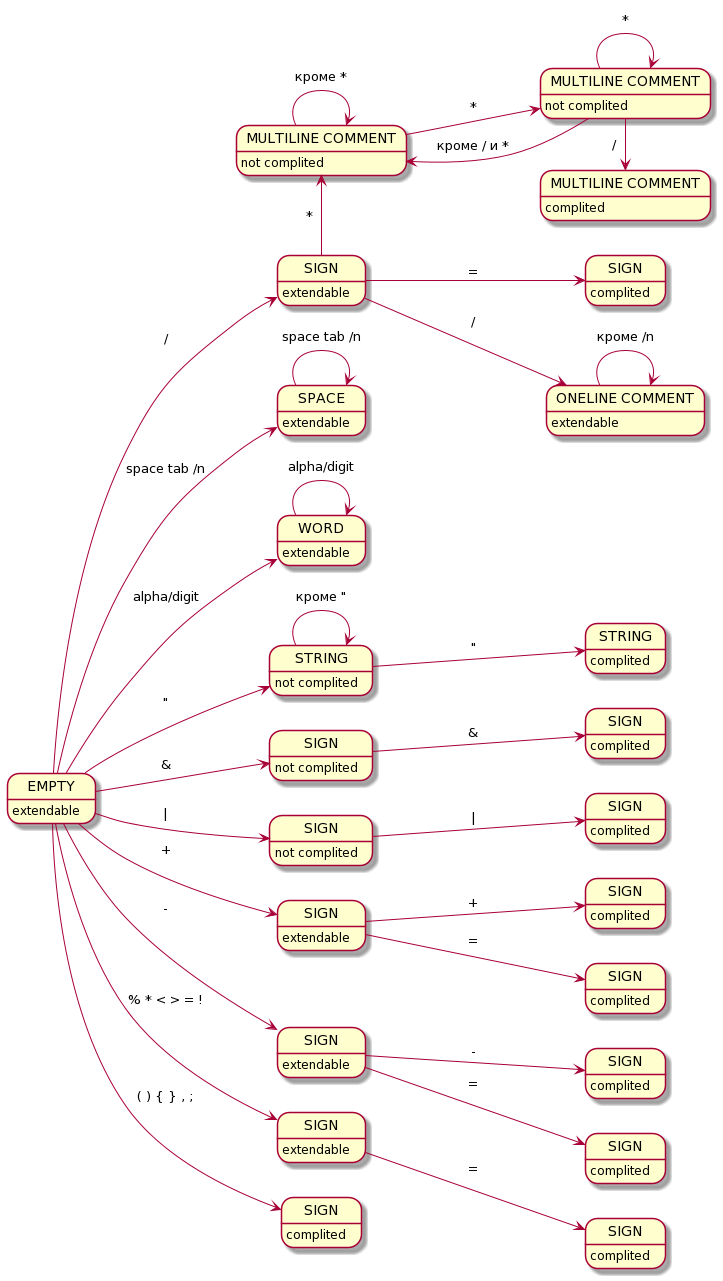 *
MULTILINE COMMENT
not complited
кроме *
*
MULTILINE COMMENT
not complited
кроме / и *
/
MULTILINE COMMENT
complited
*
SIGN
extendable
=
SIGN
complited
/
/
space tab /n
кроме /n
SPACE
extendable
ONELINE COMMENT
extendable
space tab /n
alpha/digit
WORD
extendable
alpha/digit
кроме "
STRING
not complited
"
STRING
complited
"
SIGN
not complited
&
SIGN
complited
&
EMPTY
extendable
|
SIGN
not complited
|
SIGN
complited
+
SIGN
extendable
+
SIGN
complited
=
SIGN
complited
-
% * < > = !
SIGN
extendable
-
SIGN
complited
=
SIGN
complited
( ) { } , ;
SIGN
extendable
=
SIGN
complited
SIGN
complited